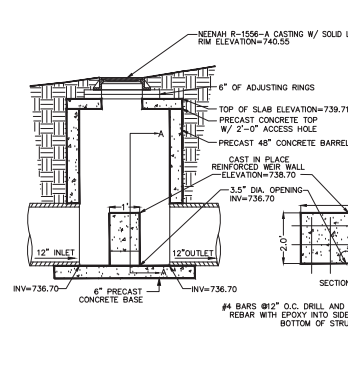 NEENAH R-1556-A CASTING W/ SOLID
RIM ELEVATION=740.55
6" OF ADJUSTING RINGS
TOP OF SLAB ELEVATION=739.71
PRECAST CONCRETE TOP
W/ 2'-0" ACCESS HOLE
PRECAST 48" CONCRETE BARREL
A
CAST IN PLACE
REINFORCED WEIR WALL
ELEVATION=738.70
3.5" DIA. OPENING
INV=736.70
1'
2.0'
12" INLET
12"OUTLET
A
SECTION
INV=736.70
6" PRECAST
CONCRETE BASE
INV=736.70
#4 BARS @12" O.C. DRILL AND
REBAR WITH EPOXY INTO SIDE
BOTTOM OF STRU